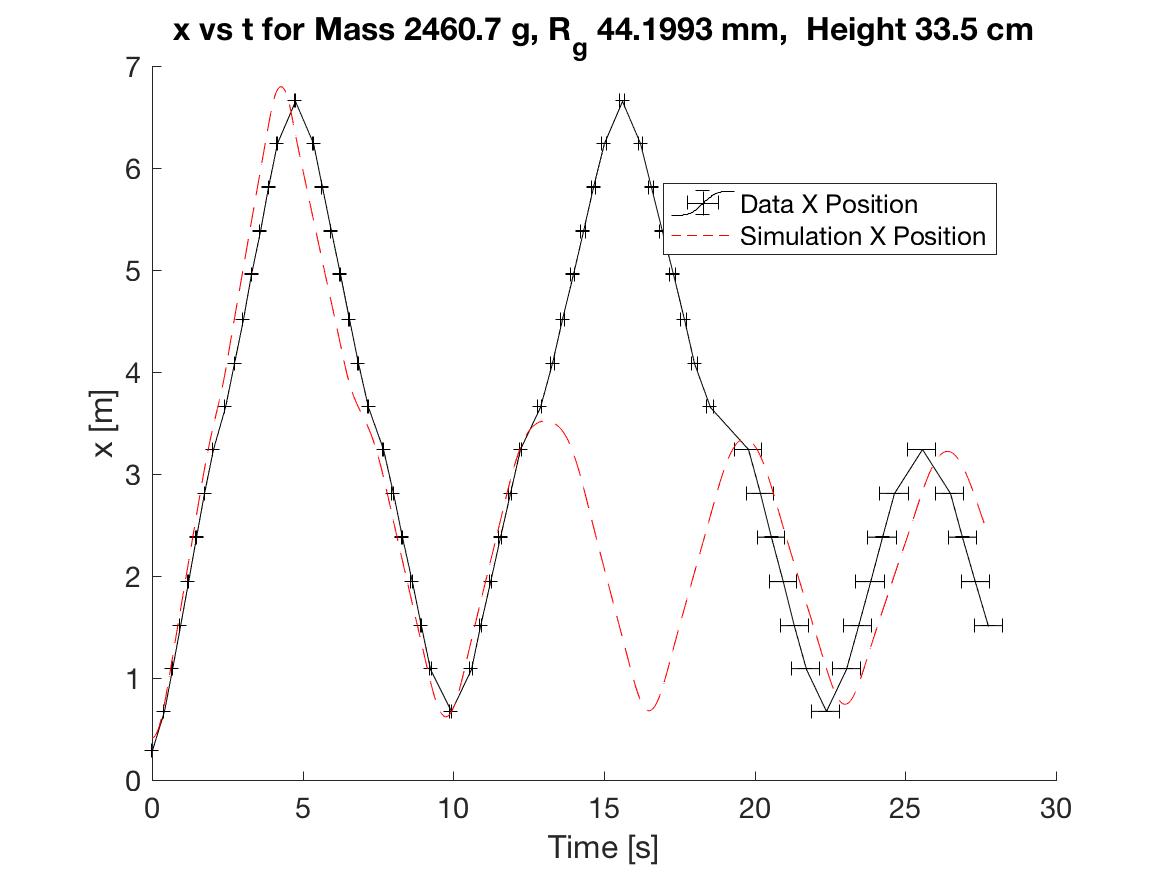 x vs t for Mass 2460.7 g, Rg 44.1993 mm,  Height 33.5 cm
7
6
5
4
3
2
1
0
x [m]
Data X Position
Simulation X Position
0 5 10 15 20 25 30
Time [s]